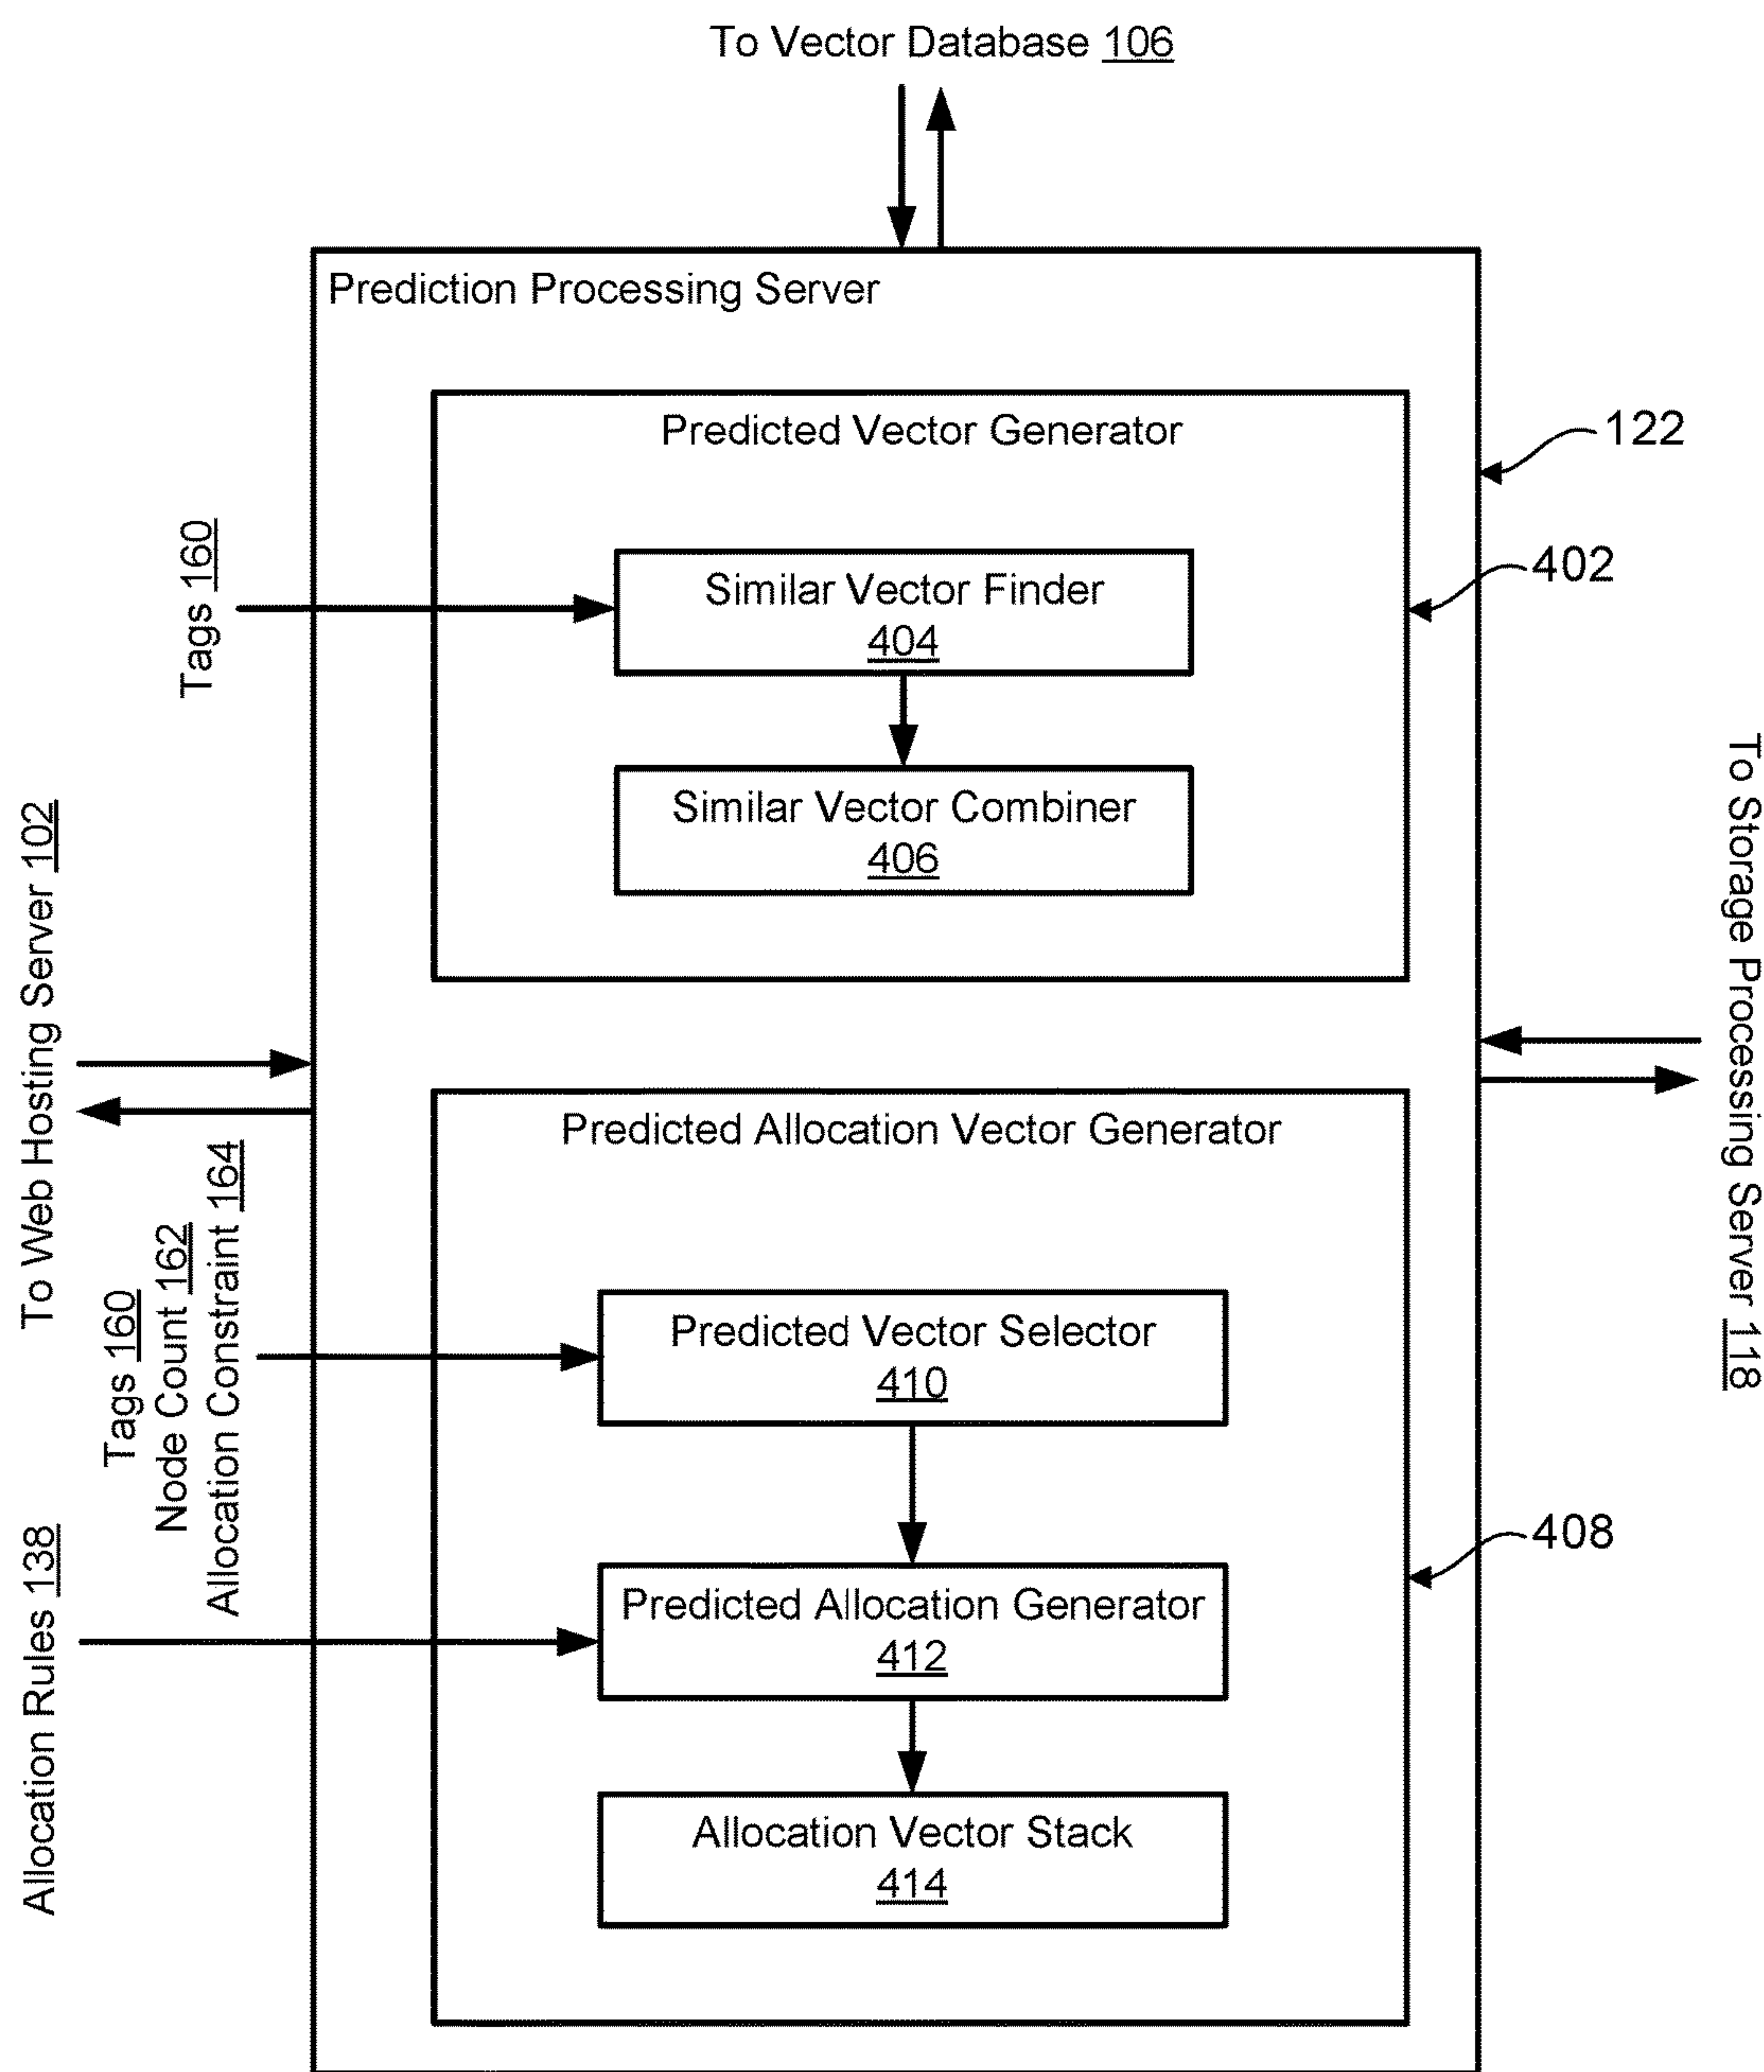 To Vector Database 106
Prediction Processing Server
Predicted Vector Generator
122
Tags 160
Similar Vector Finder
404
402
Similar Vector Combiner
406
To Web Hosting Server 102
To Storage Processing Server 118
Predicted Allocation Vector Generator
Tags 160
Node Count 162
Allocation Constraint 164
Predicted Vector Selector
410
Allocation Rules 138
Predicted Allocation Generator
412
408
Allocation Vector Stack
414